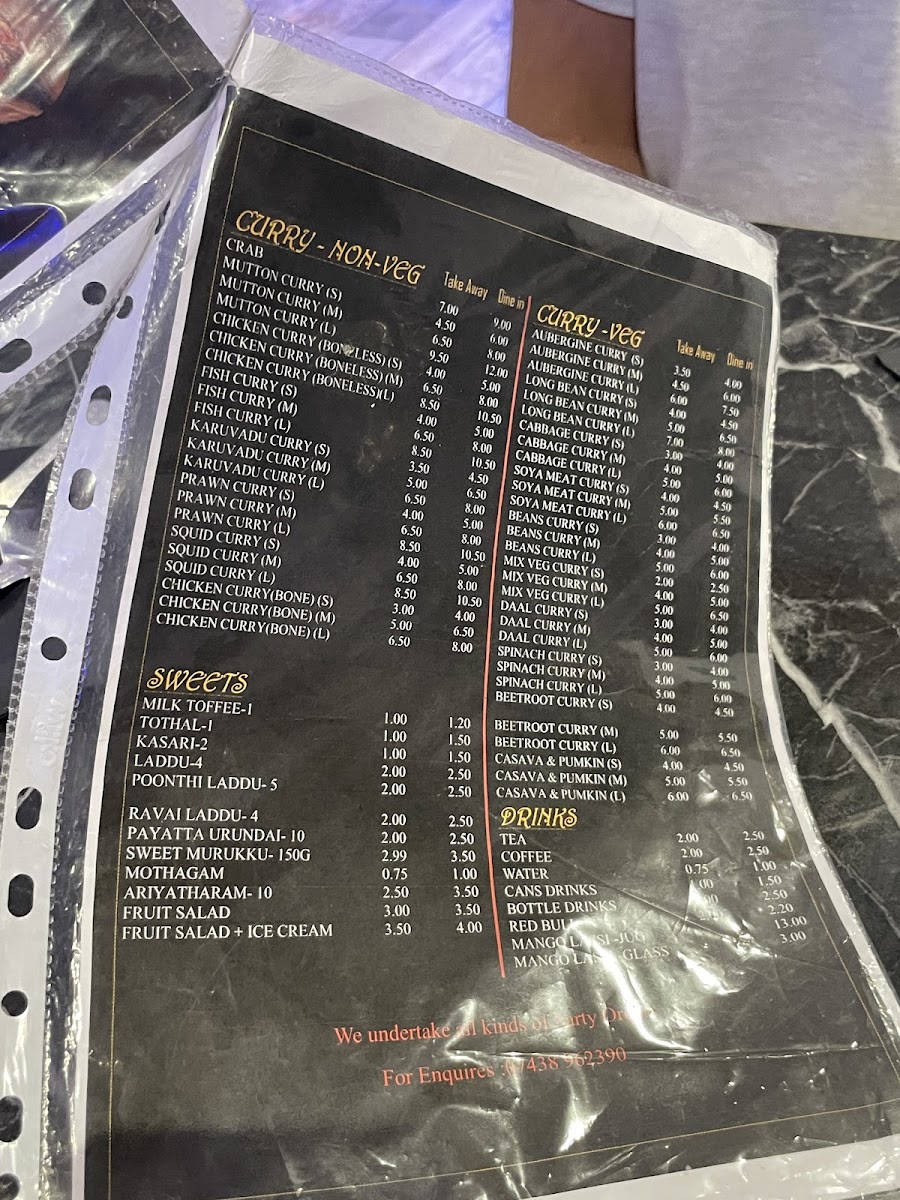 CURRY - NON-VEG Take Away Dine in
CRAB 7.00 9.00
MUTTON CURRY (S) 4.50 6.00
MUTTON CURRY (M) 6.50 8.00
MUTTON CURRY (L) 9.50 12.00
CHICKEN CURRY (BONELESS) (S) 4.00 5.00
CHICKEN CURRY (BONELESS) (M) 6.50 8.00
CHICKEN CURRY (BONELESS)(L) 8.50 10.50
FISH CURRY (S) 4.00 5.00
FISH CURRY (M) 6.50 8.00
FISH CURRY (L) 8.50 10.50
KARUVADU CURRY (S) 3.50 4.50
KARUVADU CURRY (M) 5.00 6.50
KARUVADU CURRY (L) 6.50 8.00
PRAWN CURRY (S) 4.00 5.00
PRAWN CURRY (M) 6.50 8.00
PRAWN CURRY (L) 8.50 10.50
SQUID CURRY (S) 4.00 5.00
SQUID CURRY (M) 6.50 8.00
SQUID CURRY (L) 8.50 10.50
CHICKEN CURRY(BONE) (S) 3.00 4.00
CHICKEN CURRY(BONE) (M) 5.00 6.50
CHICKEN CURRY(BONE) (L) 6.50 8.00
SWEETS
MILK TOFFEE-1 1.00 1.20
TOTHAL-1 1.00 1.50
KASARI-2 1.00 1.50
LADDU-4 2.00 2.50
POONTHI LADDU- 5 2.00 2.50
RAVAI LADDU- 4 2.00 2.50
PAYATTA URUNDAI- 10 2.00 2.50
SWEET MURUKKU- 150G 2.99 3.50
MOTHAGAM 0.75 1.00
ARIYATHARAM- 10 2.50 3.50
FRUIT SALAD 3.00 3.50
FRUIT SALAD + ICE CREAM 3.50 4.00
CURRY -VEG Take Away Dine in
AUBERGINE CURRY (S) 3.50 4.00
AUBERGINE CURRY (M) 4.50 6.00
AUBERGINE CURRY (L) 6.00 7.50
LONG BEAN CURRY (S) 4.00 4.50
LONG BEAN CURRY (M) 5.00 6.50
LONG BEAN CURRY (L) 7.00 8.00
CABBAGE CURRY (S) 3.00 4.00
CABBAGE CURRY (M) 4.00 5.00
CABBAGE CURRY (L) 5.00 6.00
SOYA MEAT CURRY (S) 4.00 4.50
SOYA MEAT CURRY (M) 5.00 5.50
SOYA MEAT CURRY (L) 6.00 6.50
BEANS CURRY (S) 3.00 4.00
BEANS CURRY (M) 4.00 5.00
BEANS CURRY (L) 5.00 6.00
MIX VEG CURRY (S) 2.00 2.50
MIX VEG CURRY (M) 4.00 5.00
MIX VEG CURRY (L) 5.00 6.50
DAAL CURRY (S) 3.00 4.00
DAAL CURRY (M) 4.00 5.00
DAAL CURRY (L) 5.00 6.00
SPINACH CURRY (S) 3.00 4.00
SPINACH CURRY (M) 4.00 5.00
SPINACH CURRY (L) 5.00 6.00
BEETROOT CURRY (S) 4.00 4.50
BEETROOT CURRY (M) 5.00 5.50
BEETROOT CURRY (L) 6.00 6.50
CASAVA & PUMKIN (S) 4.00 4.50
CASAVA & PUMKIN (M) 5.00 5.50
CASAVA & PUMKIN (L) 6.00 6.50
DRINKS
TEA 2.00 2.50
COFFEE 2.00 2.50
WATER 0.75 1.00
CANS DRINKS 1.50
BOTTLE DRINKS 2.50
RED BULL 2.20
MANGO JUG 13.00
MANGO GLASS 3.00
We undertake all kinds of
For Enquires :07438 962390